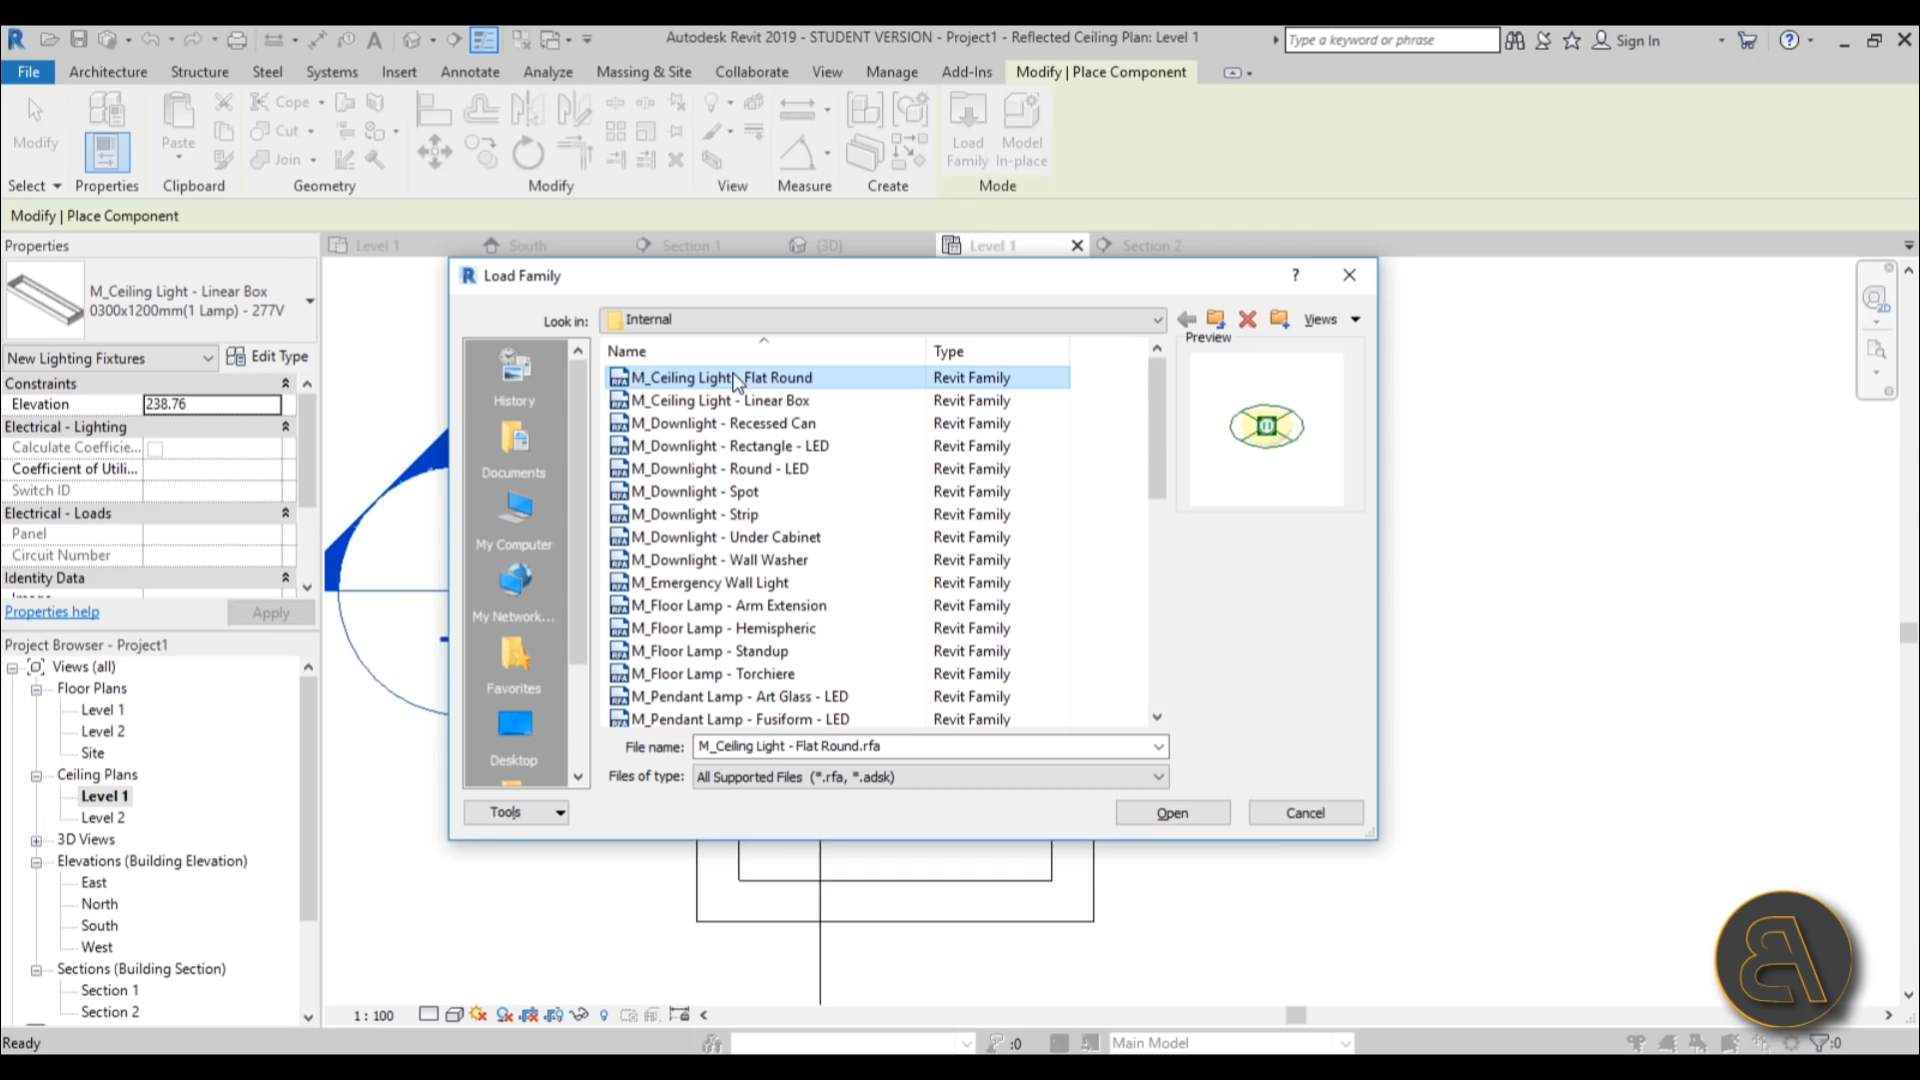 Autodesk Revit 2019 - STUDENT VERSION - Project1 - Reflected Ceiling Plan: Level 1
Type a keyword or phrase
Sign In
File Architecture Structure Steel Systems Insert Annotate Analyze Massing & Site Collaborate View Manage Add-Ins Modify | Place Component
Modify
Paste
Cope
Cut
Join
Load Family
Model In-place
Select Properties Clipboard Geometry Modify View Measure Create Mode
Modify | Place Component
Properties
Level 1 South Section 1 {3D} Level 1 Section 2
M_Ceiling Light - Linear Box
0300x1200mm(1 Lamp) - 277V
New Lighting Fixtures Edit Type
Constraints
Elevation 238.76
Electrical - Lighting
Calculate Coefficie...
Coefficient of Utili...
Switch ID
Electrical - Loads
Panel
Circuit Number
Identity Data
Properties help Apply
Project Browser - Project1
Views (all)
Floor Plans
Level 1
Level 2
Site
Ceiling Plans
Level 1
Level 2
3D Views
Elevations (Building Elevation)
East
North
South
West
Sections (Building Section)
Section 1
Section 2
Load Family
Look in: Internal Views
Preview
History
Documents
My Computer
My Network...
Favorites
Desktop
Name Type
M_Ceiling Light - Flat Round Revit Family
M_Ceiling Light - Linear Box Revit Family
M_Downlight - Recessed Can Revit Family
M_Downlight - Rectangle - LED Revit Family
M_Downlight - Round - LED Revit Family
M_Downlight - Spot Revit Family
M_Downlight - Strip Revit Family
M_Downlight - Under Cabinet Revit Family
M_Downlight - Wall Washer Revit Family
M_Emergency Wall Light Revit Family
M_Floor Lamp - Arm Extension Revit Family
M_Floor Lamp - Hemispheric Revit Family
M_Floor Lamp - Standup Revit Family
M_Floor Lamp - Torchiere Revit Family
M_Pendant Lamp - Art Glass - LED Revit Family
M_Pendant Lamp - Fusiform - LED Revit Family
File name: M_Ceiling Light - Flat Round.rfa
Files of type: All Supported Files (*.rfa, *.adsk)
Tools Open Cancel
1 : 100
Ready
:0
Main Model
:0